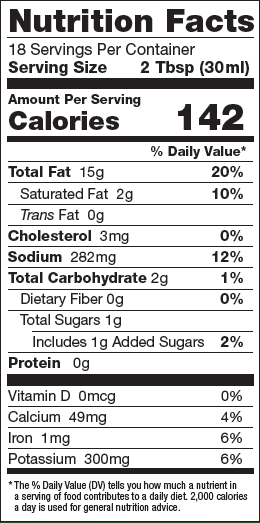 Nutrition Facts
18 Servings Per Container
Serving Size 2 Tbsp (30ml)
Amount Per Serving
Calories 142
% Daily Value*
Total Fat 15g 20%
Saturated Fat 2g 10%
Trans Fat 0g
Cholesterol 3mg 0%
Sodium 282mg 12%
Total Carbohydrate 2g 1%
Dietary Fiber 0g 0%
Total Sugars 1g
Includes 1g Added Sugars 2%
Protein 0g
Vitamin D 0mcg 0%
Calcium 49mg 4%
Iron 1mg 6%
Potassium 300mg 6%
* The % Daily Value (DV) tells you how much a nutrient in
a serving of food contributes to a daily diet. 2,000 calories
a day is used for general nutrition advice.